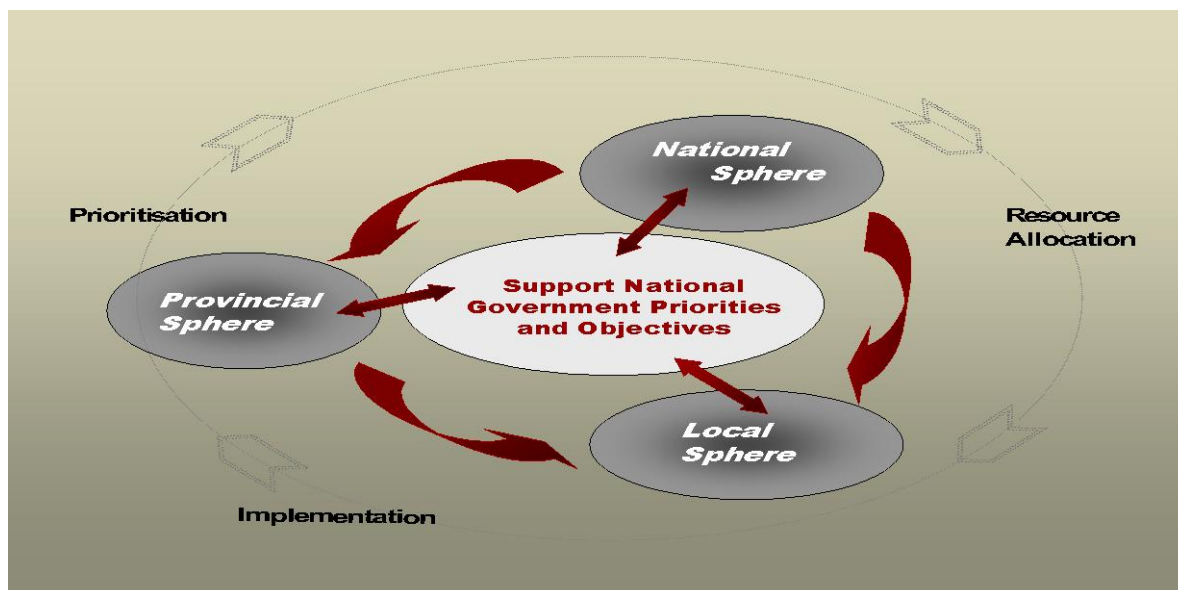 National
Sphere
Prioritisation
Resource
Allocation
Support National
Government Priorities
and Objectives
Provincial
Sphere
Local
Sphere
Implementation